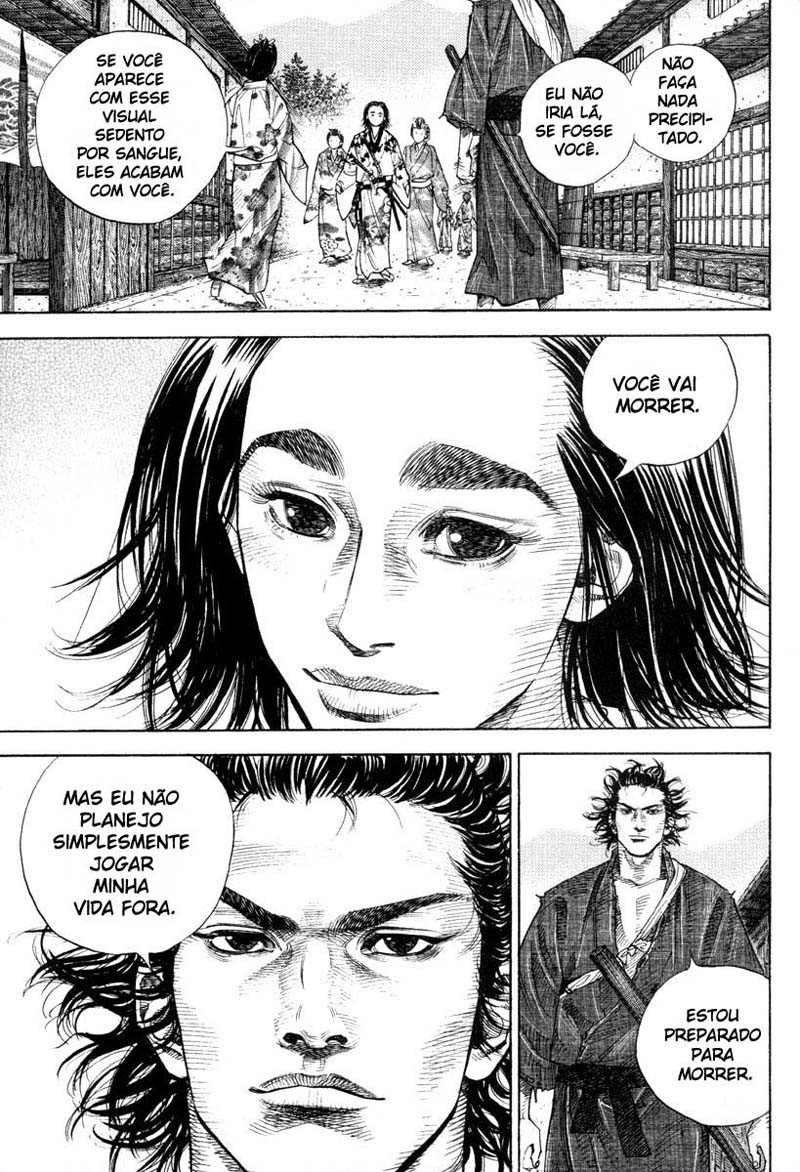 NÃO
FAÇA
NADA
PRECIPI-
TADO.
EU NÃO
IRIA LÁ,
SE FOSSE
VOCÊ.
SE VOCÊ
APARECE
COM ESSE
VISUAL
SEDENTO
POR SANGUE,
ELES ACABAM
COM VOCÊ.
VOCÊ VAI
MORRER.
ESTOU
PREPARADO
PARA
MORRER.
MAS EU NÃO
PLANEJO
SIMPLESMENTE
JOGAR
MINHA
VIDA FORA.